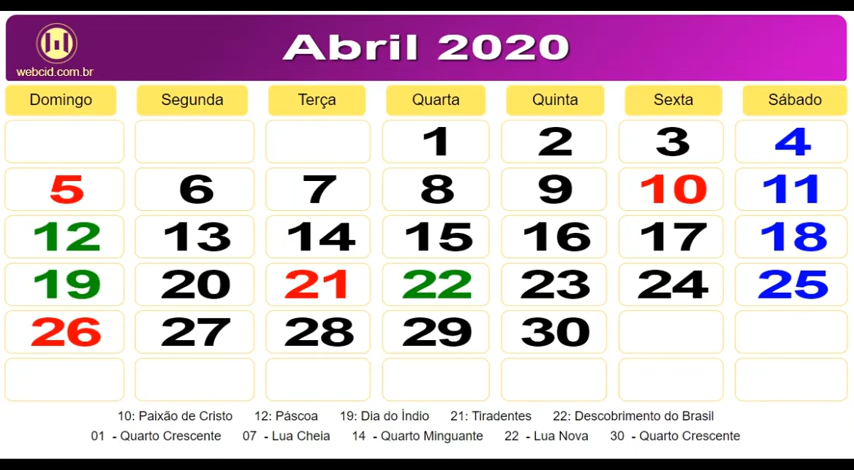 Abril 2020
webcid.com.br
Domingo Segunda Terça Quarta Quinta Sexta Sábado
1 2 3 4
5 6 7 8 9 10 11
12 13 14 15 16 17 18
19 20 21 22 23 24 25
26 27 28 29 30
10: Paixão de Cristo 12: Páscoa 19: Dia do Ìndio 21: Tiradentes 22: Descobrimento do Brasil
01 - Quarto Crescente 07 - Lua Cheia 14 - Quarto Minguante 22 - Lua Nova 30 - Quarto Crescente